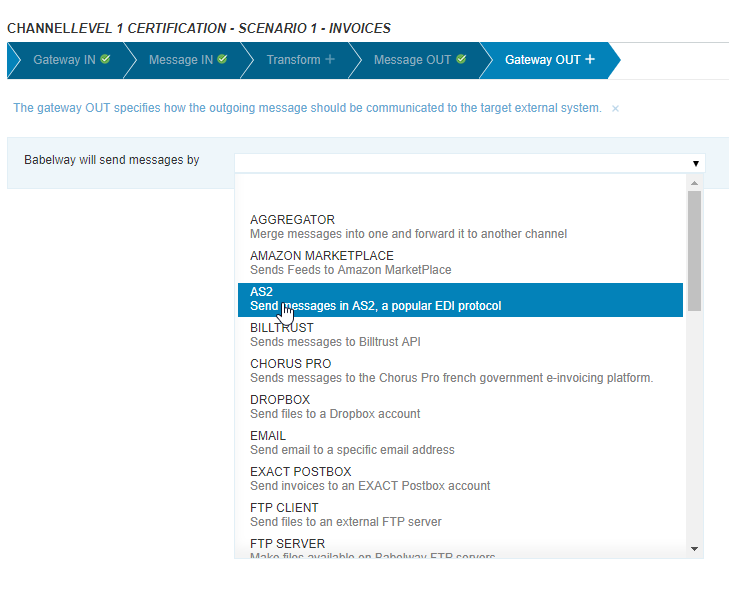 CHANNELLEVEL 1 CERTIFICATION - SCENARIO 1 - INVOICES
Gateway IN Message IN Transform Message OUT Gateway OUT
The gateway OUT specifies how the outgoing message should be communicated to the target external system. ×
Babelway will send messages by
AGGREGATOR
Merge messages into one and forward it to another channel
AMAZON MARKETPLACE
Sends Feeds to Amazon MarketPlace
AS2
Send messages in AS2, a popular EDI protocol
BILLTRUST
Sends messages to Billtrust API
CHORUS PRO
Sends messages to the Chorus Pro french government e-invoicing platform.
DROPBOX
Send files to a Dropbox account
EMAIL
Send email to a specific email address
EXACT POSTBOX
Send invoices to an EXACT Postbox account
FTP CLIENT
Send files to an external FTP server
FTP SERVER
Make files available on Babelway FTP servers